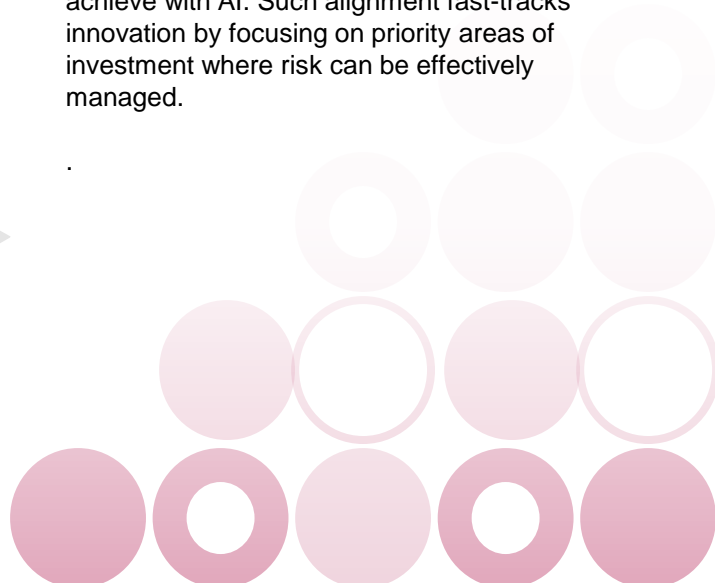 achieve with AI. Such alignment fast-tracks
innovation by focusing on priority areas of
investment where risk can be effectively
managed.
.